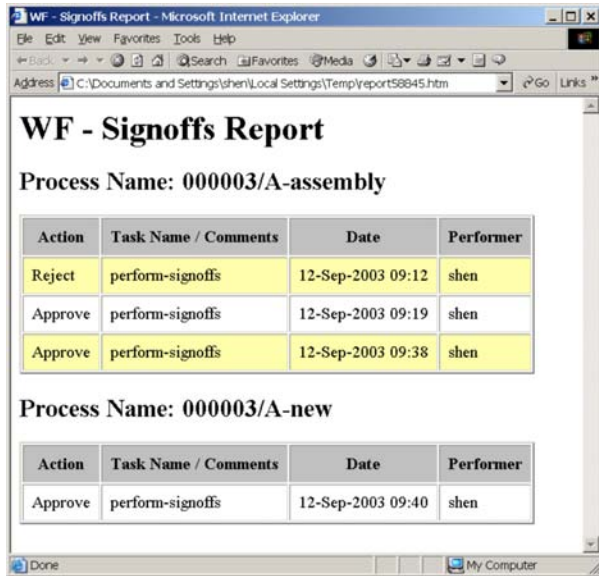 WF - Signoffs Report - Microsoft Internet Explorer
File Edit View Favorites Tools Help
Back Search Favorites Media
Address C:\Documents and Settings\shen\Local Settings\Temp\report58845.htm Go Links »
WF - Signoffs Report
Process Name: 000003/A-assembly
Action Task Name / Comments Date Performer
Reject perform-signoffs 12-Sep-2003 09:12 shen
Approve perform-signoffs 12-Sep-2003 09:19 shen
Approve perform-signoffs 12-Sep-2003 09:38 shen
Process Name: 000003/A-new
Action Task Name / Comments Date Performer
Approve perform-signoffs 12-Sep-2003 09:40 shen
Done My Computer